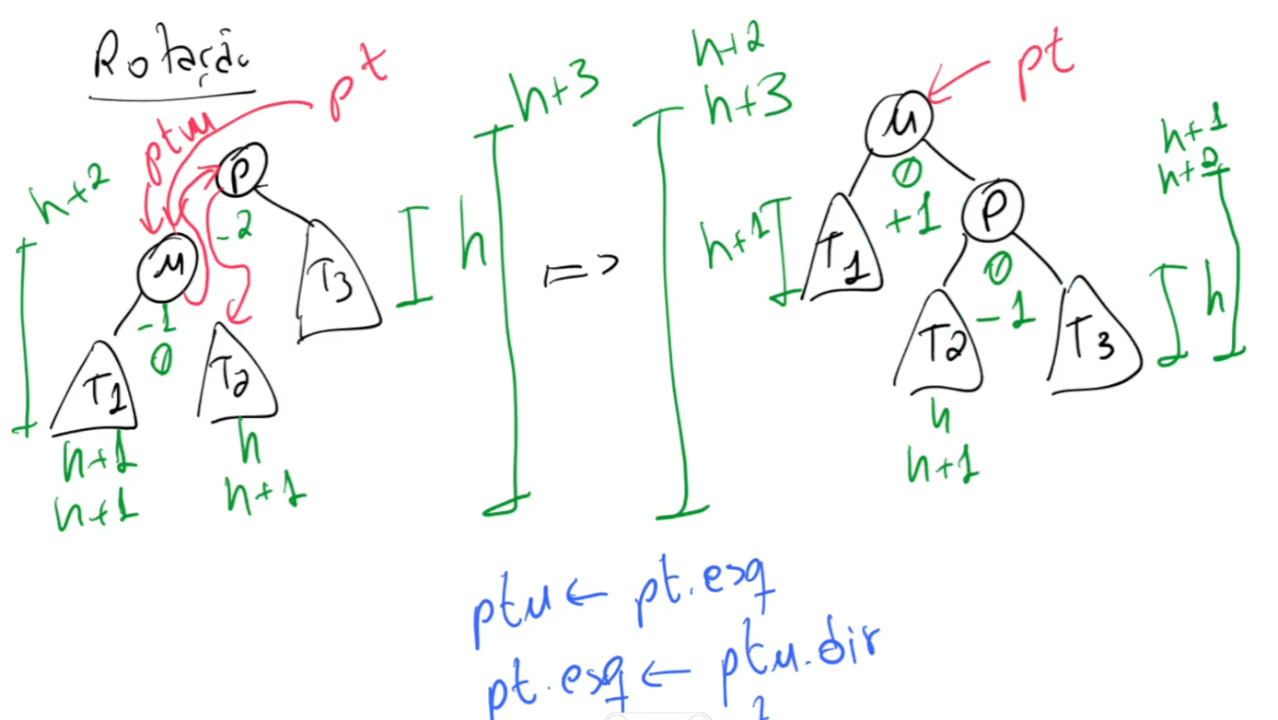 Rotação
pt
ptu
h+2
p
-2
u
-1
0
T1
h+1
h+1
T2
h
h+1
T3
h
h+3
=>
h+2
h+3
pt
u
0
+1
h+1
T1
p
0
-1
T2
h
h+1
T3
h
h+1
h+2
ptu ← pt.esq
pt.esq ← ptu.dir